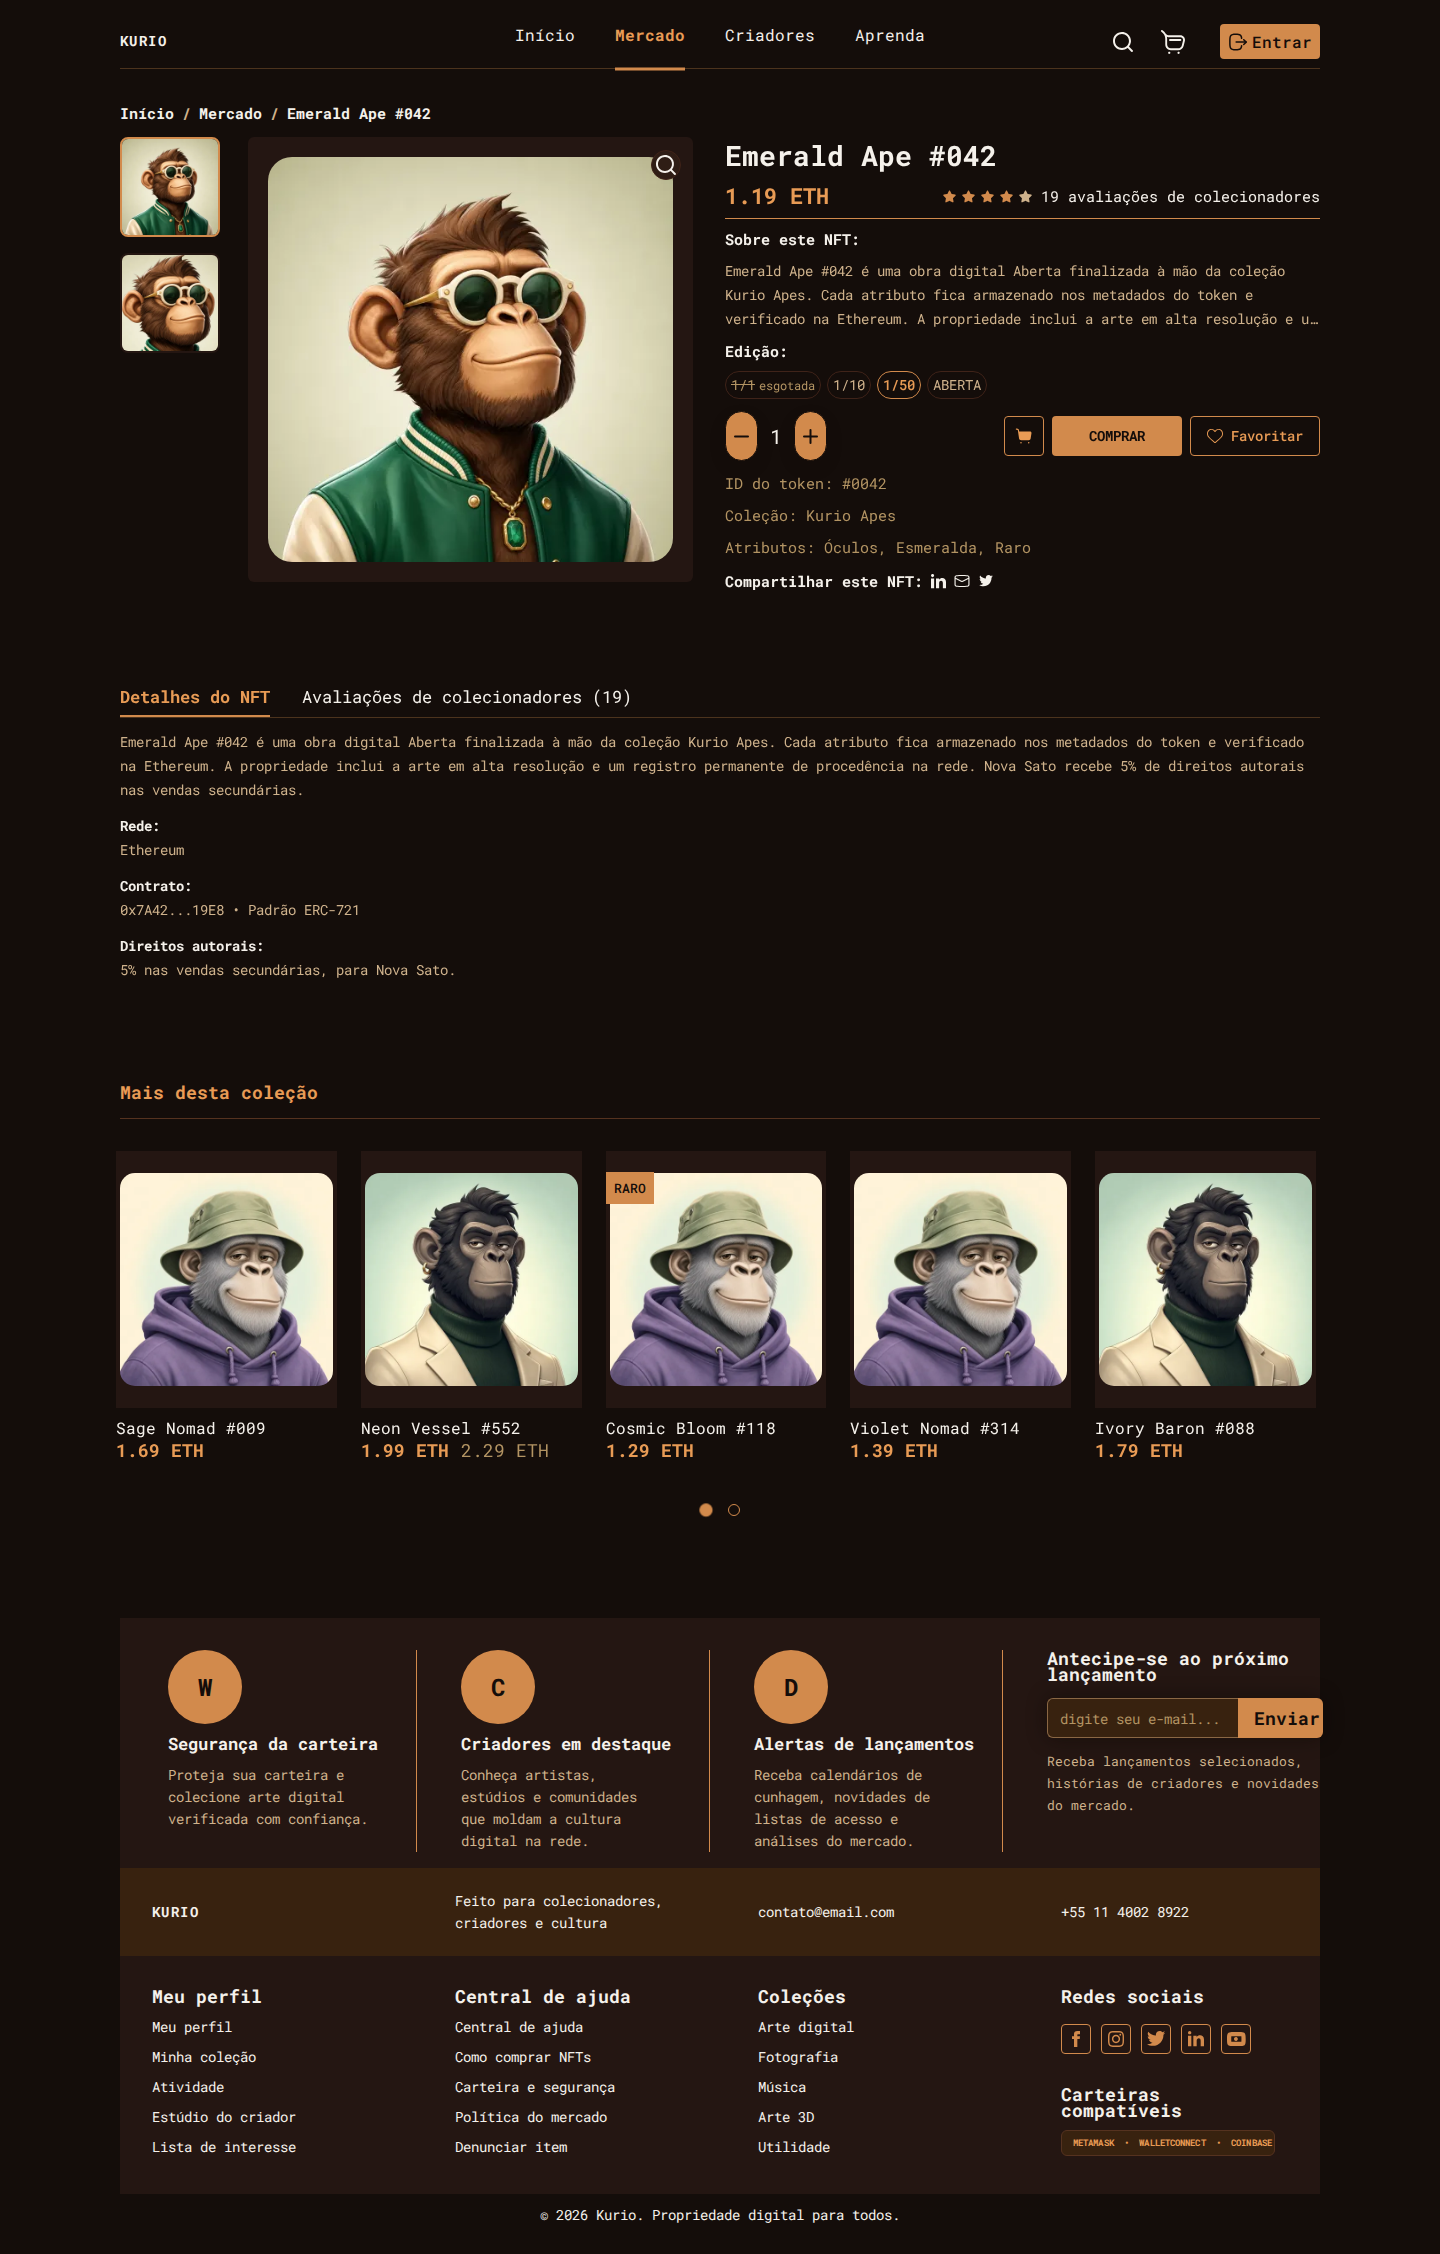 KURIO
Início
Mercado
Criadores
Aprenda
Entrar
Início / Mercado / Emerald Ape #042
Emerald Ape #042
1.19 ETH
19 avaliações de colecionadores
Sobre este NFT:
Emerald Ape #042 é uma obra digital Aberta finalizada à mão da coleção
Kurio Apes. Cada atributo fica armazenado nos metadados do token e
verificado na Ethereum. A propriedade inclui a arte em alta resolução e u…
Edição:
1/1 esgotada
1/10
1/50
ABERTA
1
COMPRAR
Favoritar
ID do token: #0042
Coleção: Kurio Apes
Atributos: Óculos, Esmeralda, Raro
Compartilhar este NFT:
Detalhes do NFT
Avaliações de colecionadores (19)
Emerald Ape #042 é uma obra digital Aberta finalizada à mão da coleção Kurio Apes. Cada atributo fica armazenado nos metadados do token e verificado
na Ethereum. A propriedade inclui a arte em alta resolução e um registro permanente de procedência na rede. Nova Sato recebe 5% de direitos autorais
nas vendas secundárias.
Rede:
Ethereum
Contrato:
0x7A42...19E8 • Padrão ERC-721
Direitos autorais:
5% nas vendas secundárias, para Nova Sato.
Mais desta coleção
RARO
Sage Nomad #009
1.69 ETH
Neon Vessel #552
1.99 ETH 2.29 ETH
Cosmic Bloom #118
1.29 ETH
Violet Nomad #314
1.39 ETH
Ivory Baron #088
1.79 ETH
W
Segurança da carteira
Proteja sua carteira e
colecione arte digital
verificada com confiança.
C
Criadores em destaque
Conheça artistas,
estúdios e comunidades
que moldam a cultura
digital na rede.
D
Alertas de lançamentos
Receba calendários de
cunhagem, novidades de
listas de acesso e
análises do mercado.
Antecipe-se ao próximo
lançamento
digite seu e-mail...
Enviar
Receba lançamentos selecionados,
histórias de criadores e novidades
do mercado.
KURIO
Feito para colecionadores,
criadores e cultura
contato@email.com
+55 11 4002 8922
Meu perfil
Meu perfil
Minha coleção
Atividade
Estúdio do criador
Lista de interesse
Central de ajuda
Central de ajuda
Como comprar NFTs
Carteira e segurança
Política do mercado
Denunciar item
Coleções
Arte digital
Fotografia
Música
Arte 3D
Utilidade
Redes sociais
Carteiras
compatíveis
METAMASK • WALLETCONNECT • COINBASE
© 2026 Kurio. Propriedade digital para todos.